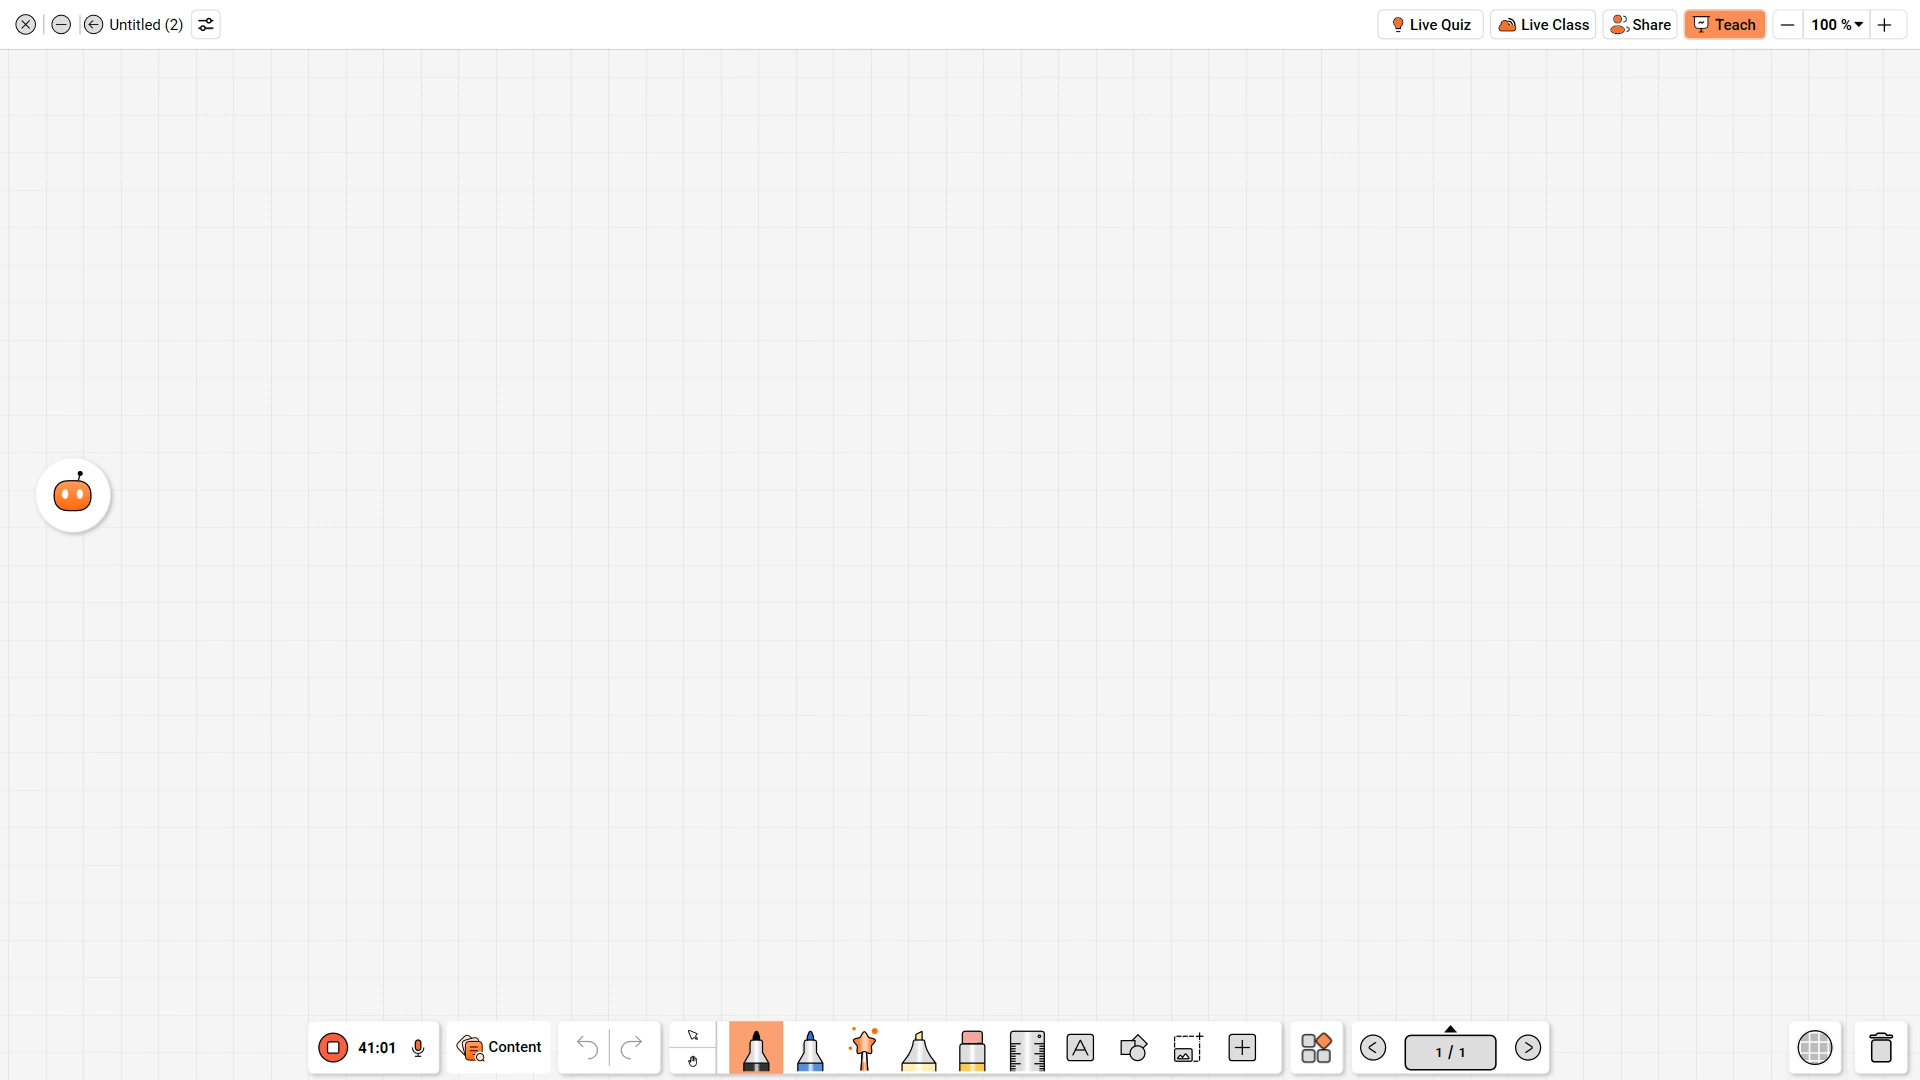 Untitled (2)
Live Quiz
Live Class
Share
Teach
100 %
41:01
Content
A
1 / 1